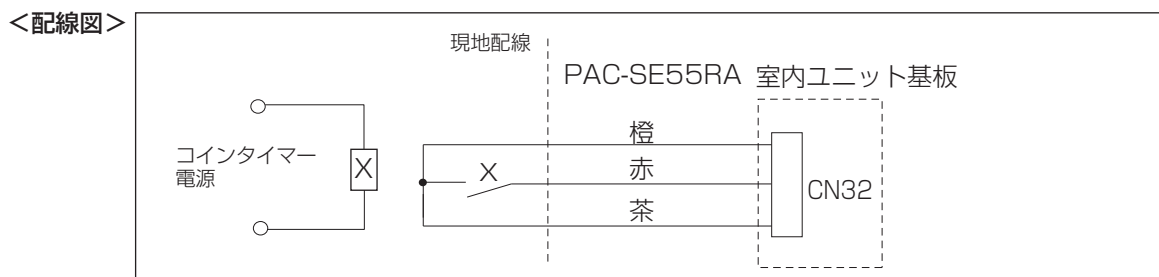 ＜配線図＞
現地配線
PAC-SE55RA 室内ユニット基板
橙
コインタイマー
電源
X
X
赤
CN32
茶